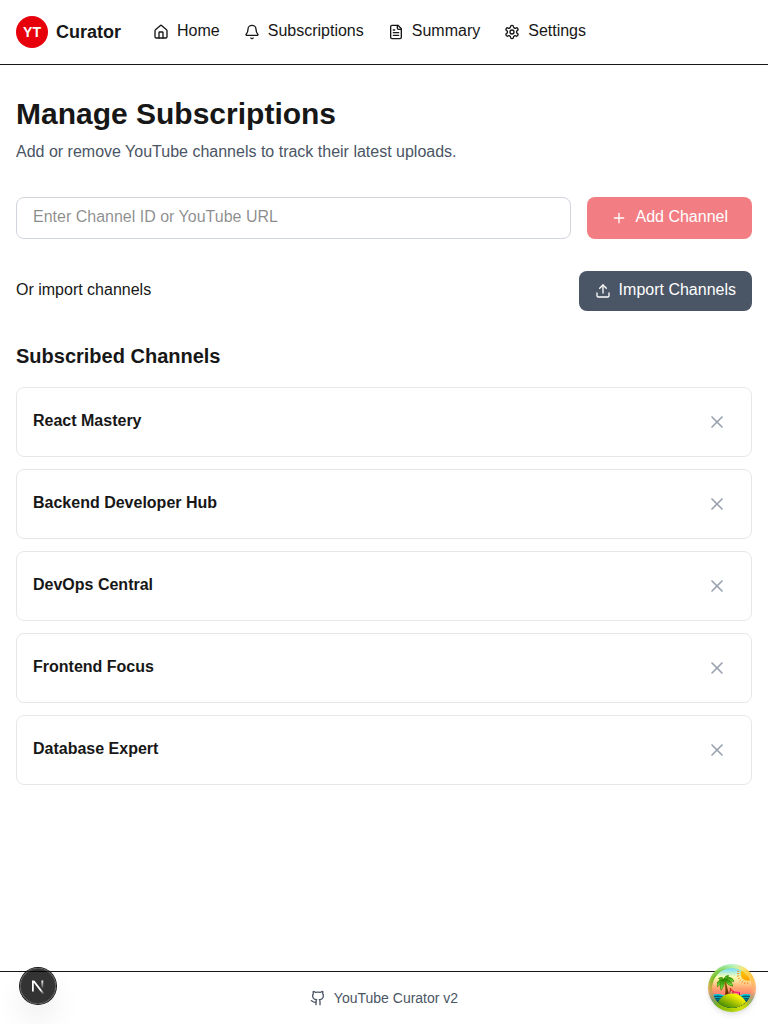 YT Curator Home Subscriptions Summary Settings
Manage Subscriptions
Add or remove YouTube channels to track their latest uploads.
Enter Channel ID or YouTube URL
Add Channel
Or import channels
Import Channels
Subscribed Channels
React Mastery
Backend Developer Hub
DevOps Central
Frontend Focus
Database Expert
N
YouTube Curator v2